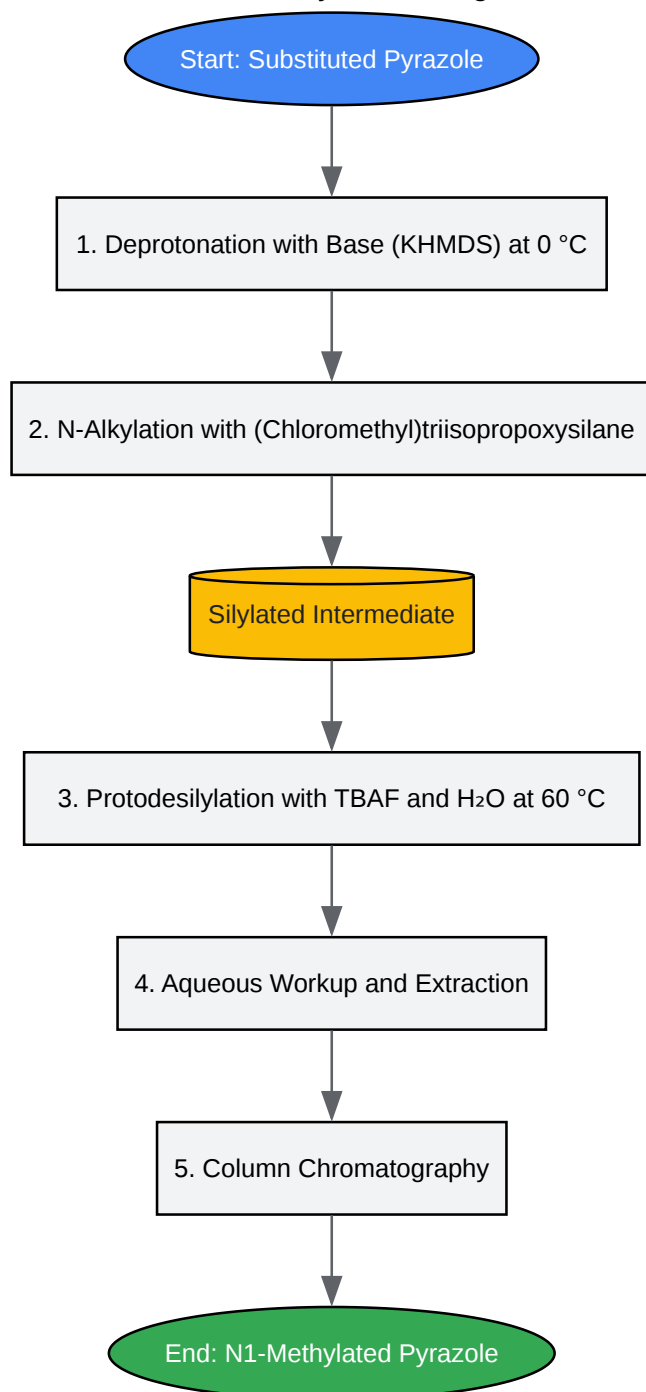 Start: Substituted Pyrazole
1. Deprotonation with Base (KHMDS) at 0 °C
2. N-Alkylation with (Chloromethyl)triisopropoxysilane
Silylated Intermediate
3. Protodesilylation with TBAF and H₂O at 60 °C
4. Aqueous Workup and Extraction
5. Column Chromatography
End: N1-Methylated Pyrazole